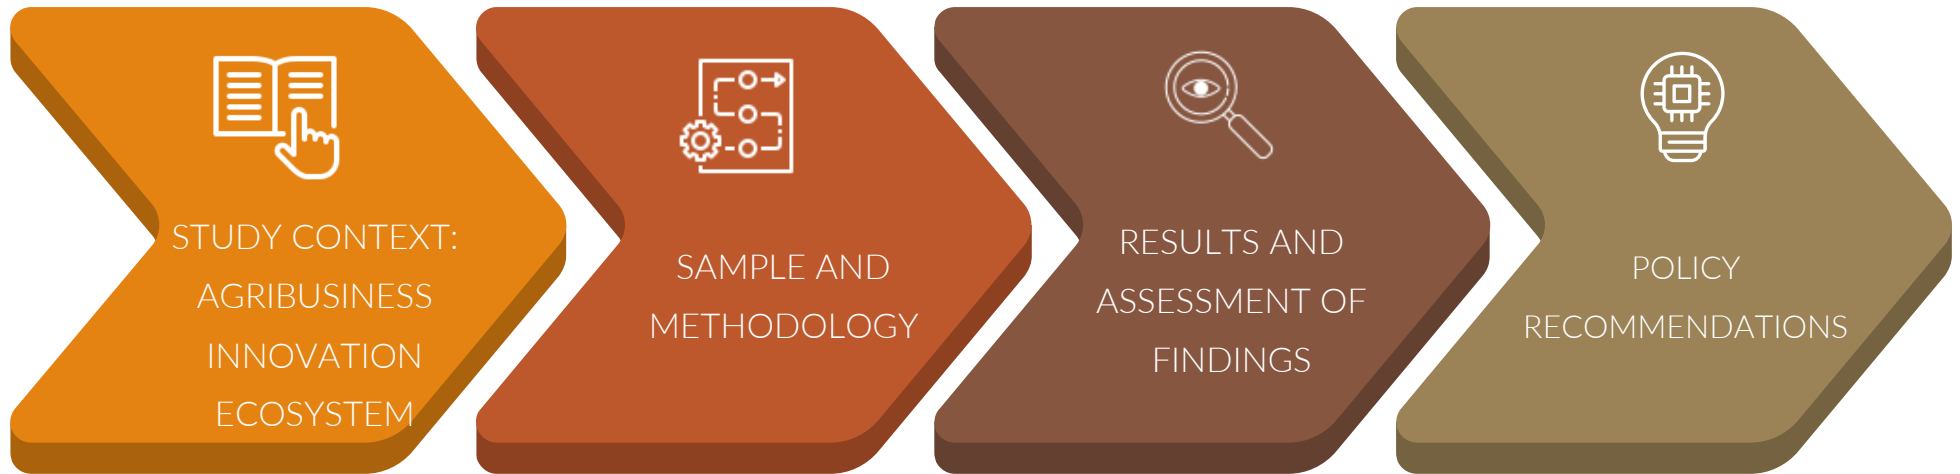 STUDY CONTEXT:
AGRIBUSINESS
INNOVATION
ECOSYSTEM
SAMPLE AND
METHODOLOGY
RESULTS AND
ASSESSMENT OF
FINDINGS
POLICY
RECOMMENDATIONS